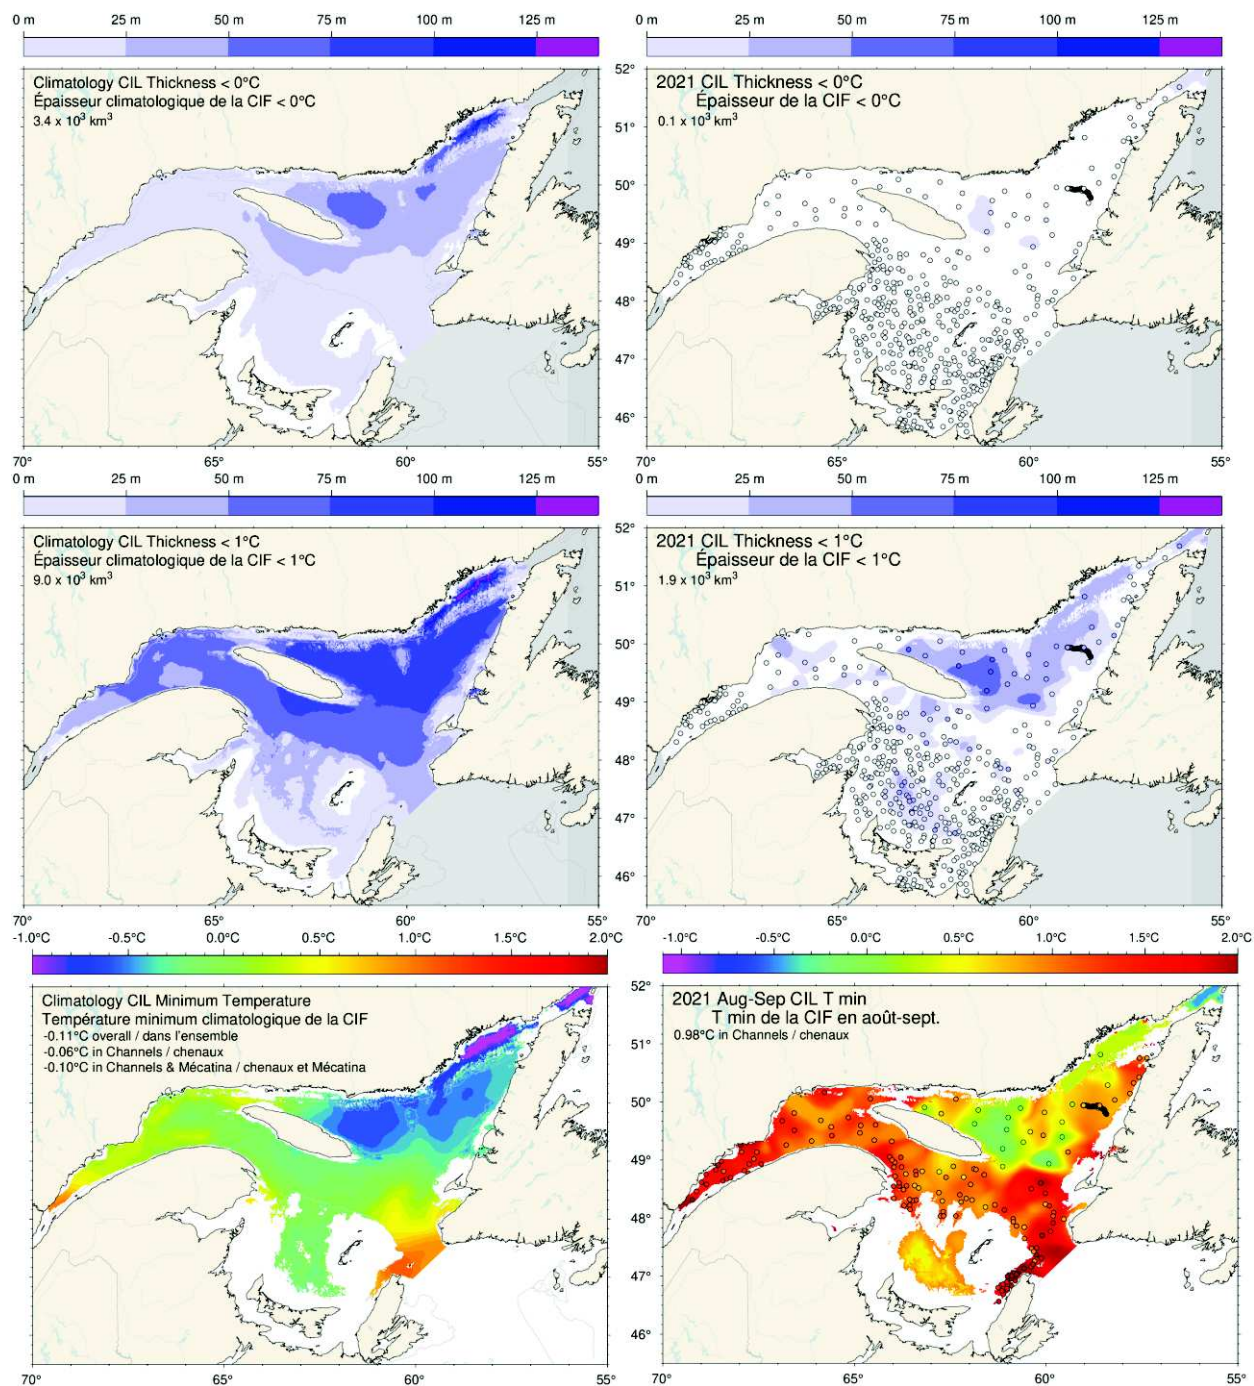 0 m 25 m 50 m 75 m 100 m 125 m
Climatology CIL Thickness < 0°C
Épaisseur climatologique de la CIF < 0°C
3.4 x 10³ km³
70° 65° 60° 55°
0 m 25 m 50 m 75 m 100 m 125 m
2021 CIL Thickness < 0°C
Épaisseur de la CIF < 0°C
0.1 x 10³ km³
52°
51°
50°
49°
48°
47°
46°
70° 65° 60° 55°
0 m 25 m 50 m 75 m 100 m 125 m
Climatology CIL Thickness < 1°C
Épaisseur climatologique de la CIF < 1°C
9.0 x 10³ km³
70° 65° 60° 55°
0 m 25 m 50 m 75 m 100 m 125 m
2021 CIL Thickness < 1°C
Épaisseur de la CIF < 1°C
1.9 x 10³ km³
52°
51°
50°
49°
48°
47°
46°
70° 65° 60° 55°
-1.0°C -0.5°C 0.0°C 0.5°C 1.0°C 1.5°C 2.0°C
Climatology CIL Minimum Temperature
Température minimum climatologique de la CIF
-0.11°C overall / dans l'ensemble
-0.06°C in Channels / chenaux
-0.10°C in Channels & Mécatina / chenaux et Mécatina
70° 65° 60° 55°
-1.0°C -0.5°C 0.0°C 0.5°C 1.0°C 1.5°C 2.0°C
2021 Aug-Sep CIL T min
T min de la CIF en août-sept.
0.98°C in Channels / chenaux
52°
51°
50°
49°
48°
47°
46°
70° 65° 60° 55°